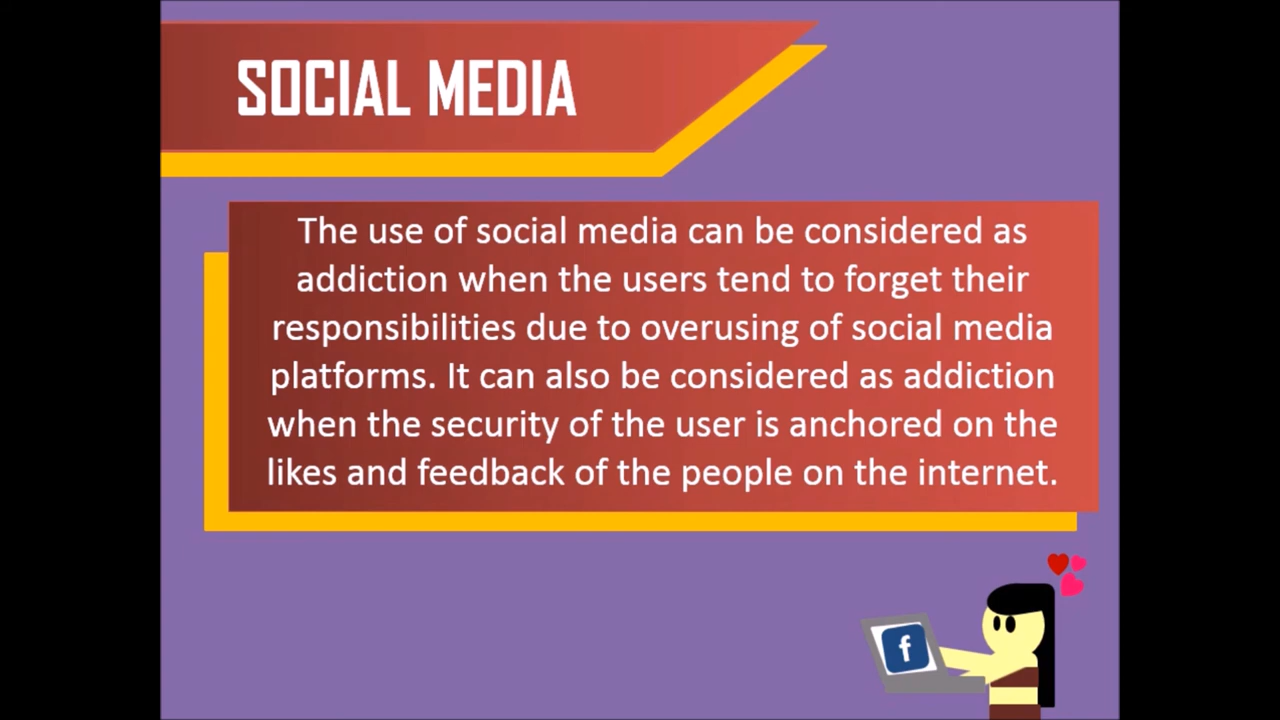 SOCIAL MEDIA
The use of social media can be considered as
addiction when the users tend to forget their
responsibilities due to overusing of social media
platforms. It can also be considered as addiction
when the security of the user is anchored on the
likes and feedback of the people on the internet.
f